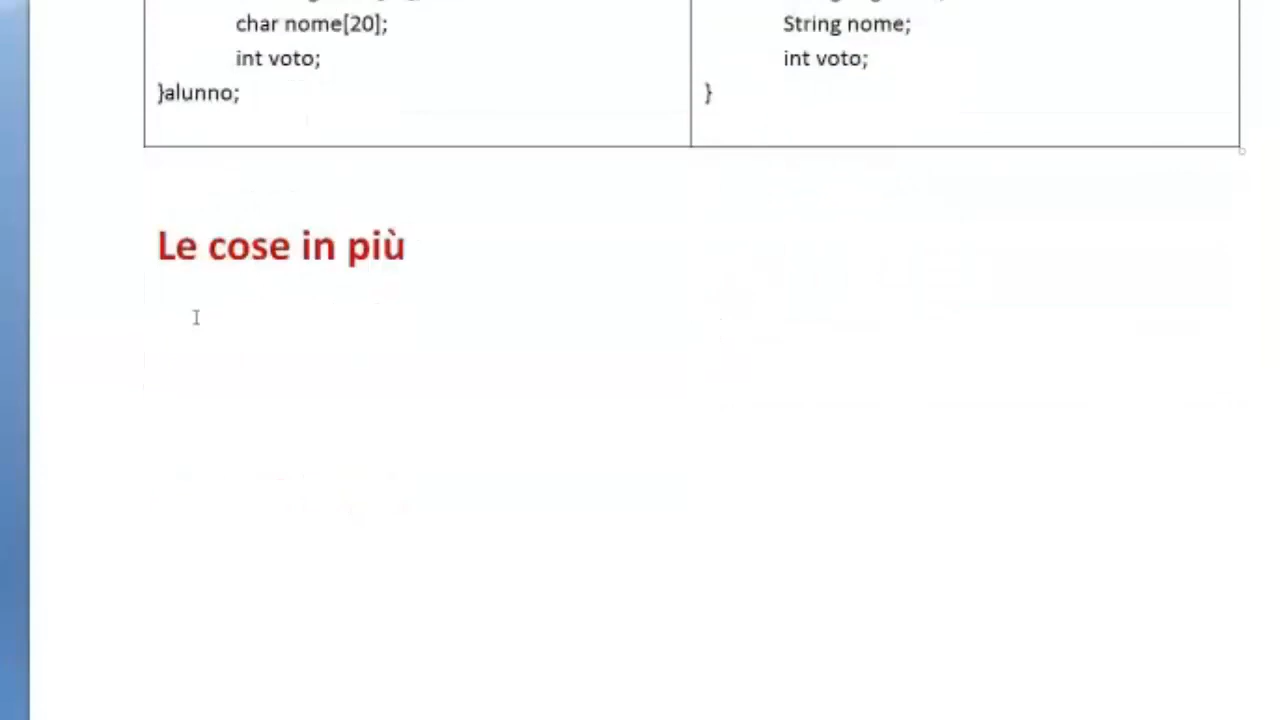 char nome[20];
int voto;
}alunno;
String nome;
int voto;
}
Le cose in più